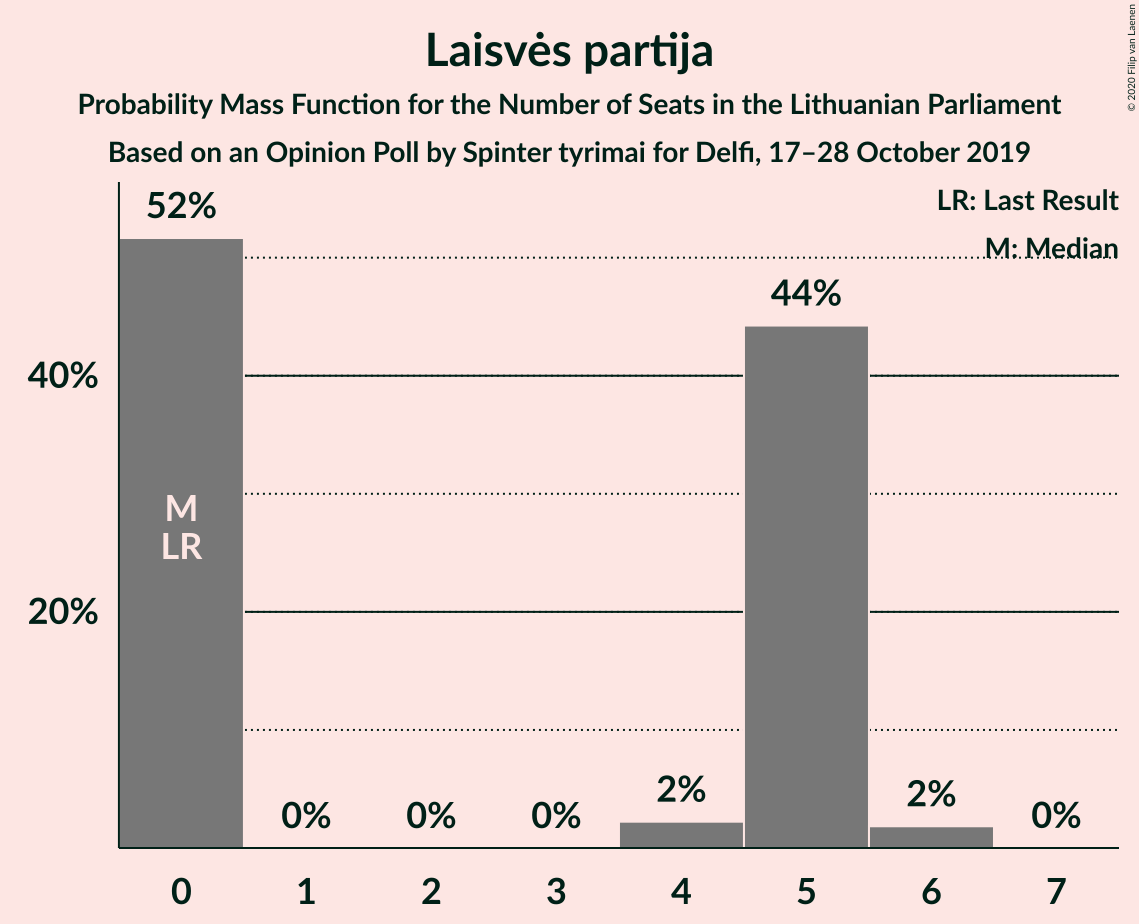 Laisvės partija
Probability Mass Function for the Number of Seats in the Lithuanian Parliament
Based on an Opinion Poll by Spinter tyrimai for Delfi, 17–28 October 2019
© 2020 Filip van Laenen
LR: Last Result
M: Median
52%
44%
40%
M
LR
20%
0%
0%
0%
2%
2%
0%
0
1
2
3
4
5
6
7